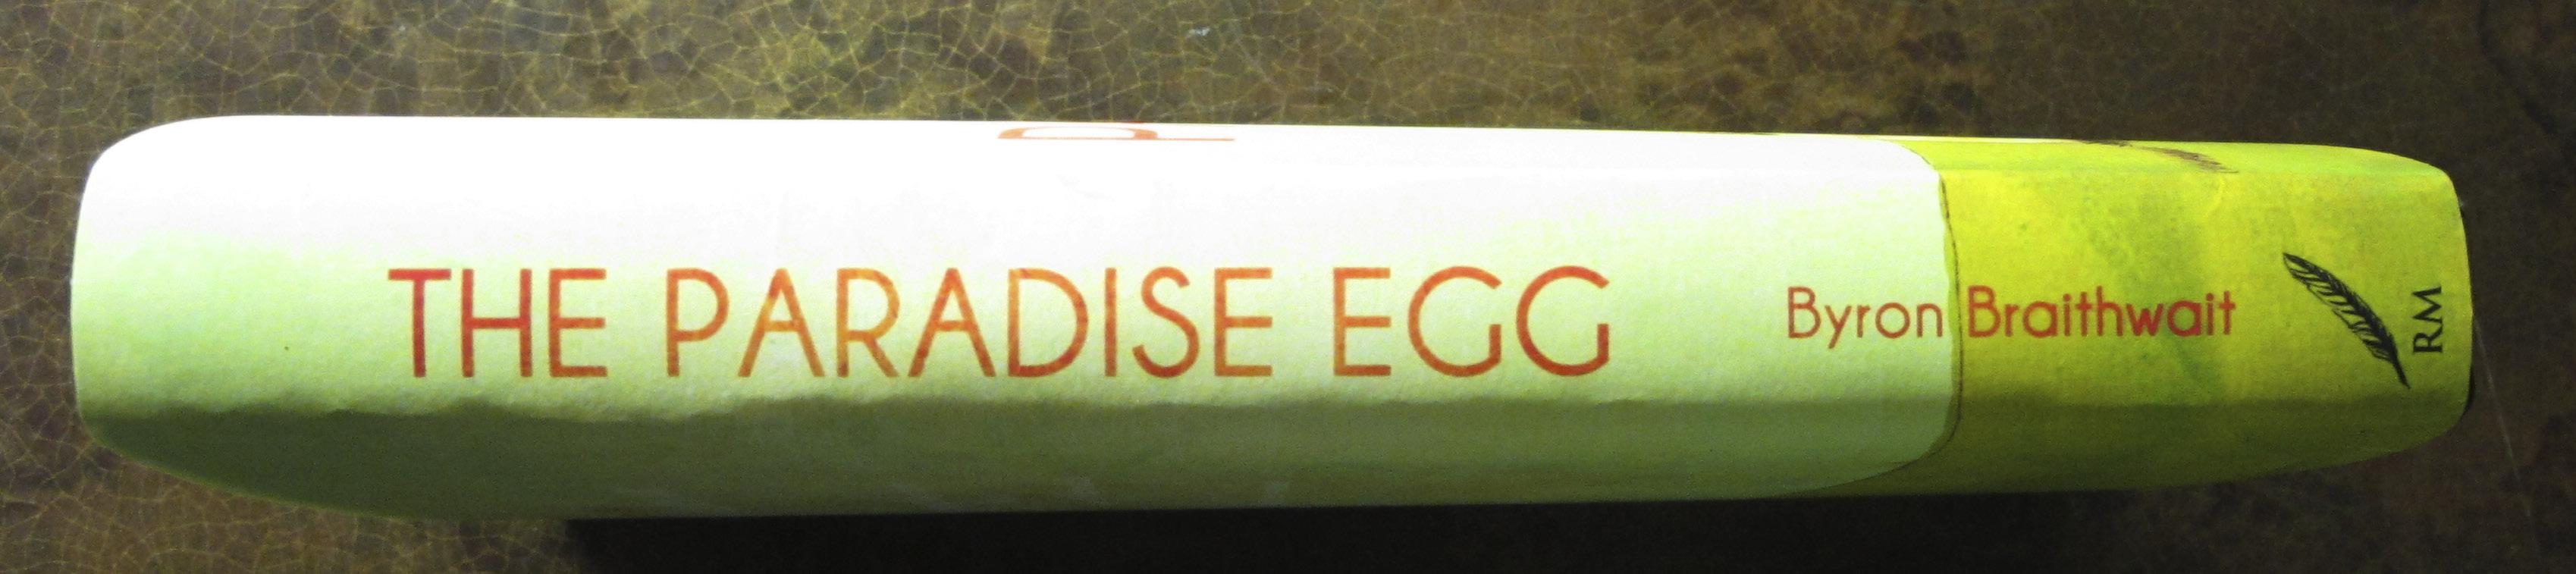 THE PARADISE EGG
Byron Braithwait
RM